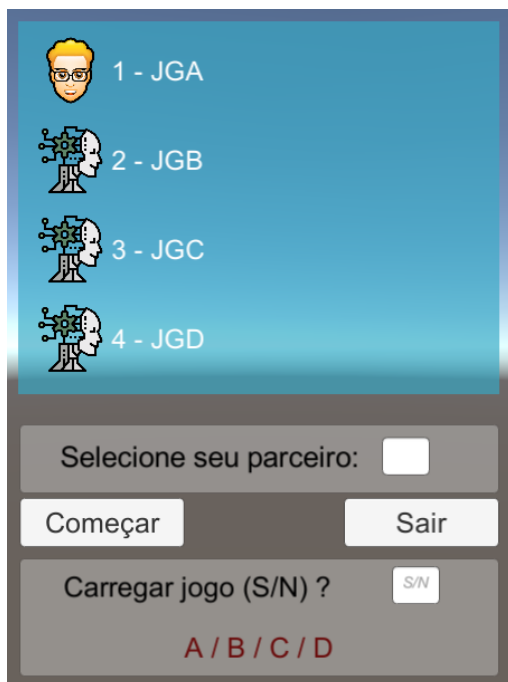 1 - JGA
2 - JGB
3 - JGC
4 - JGD
Selecione seu parceiro:
Começar Sair
Carregar jogo (S/N) ? S/N
A / B / C / D